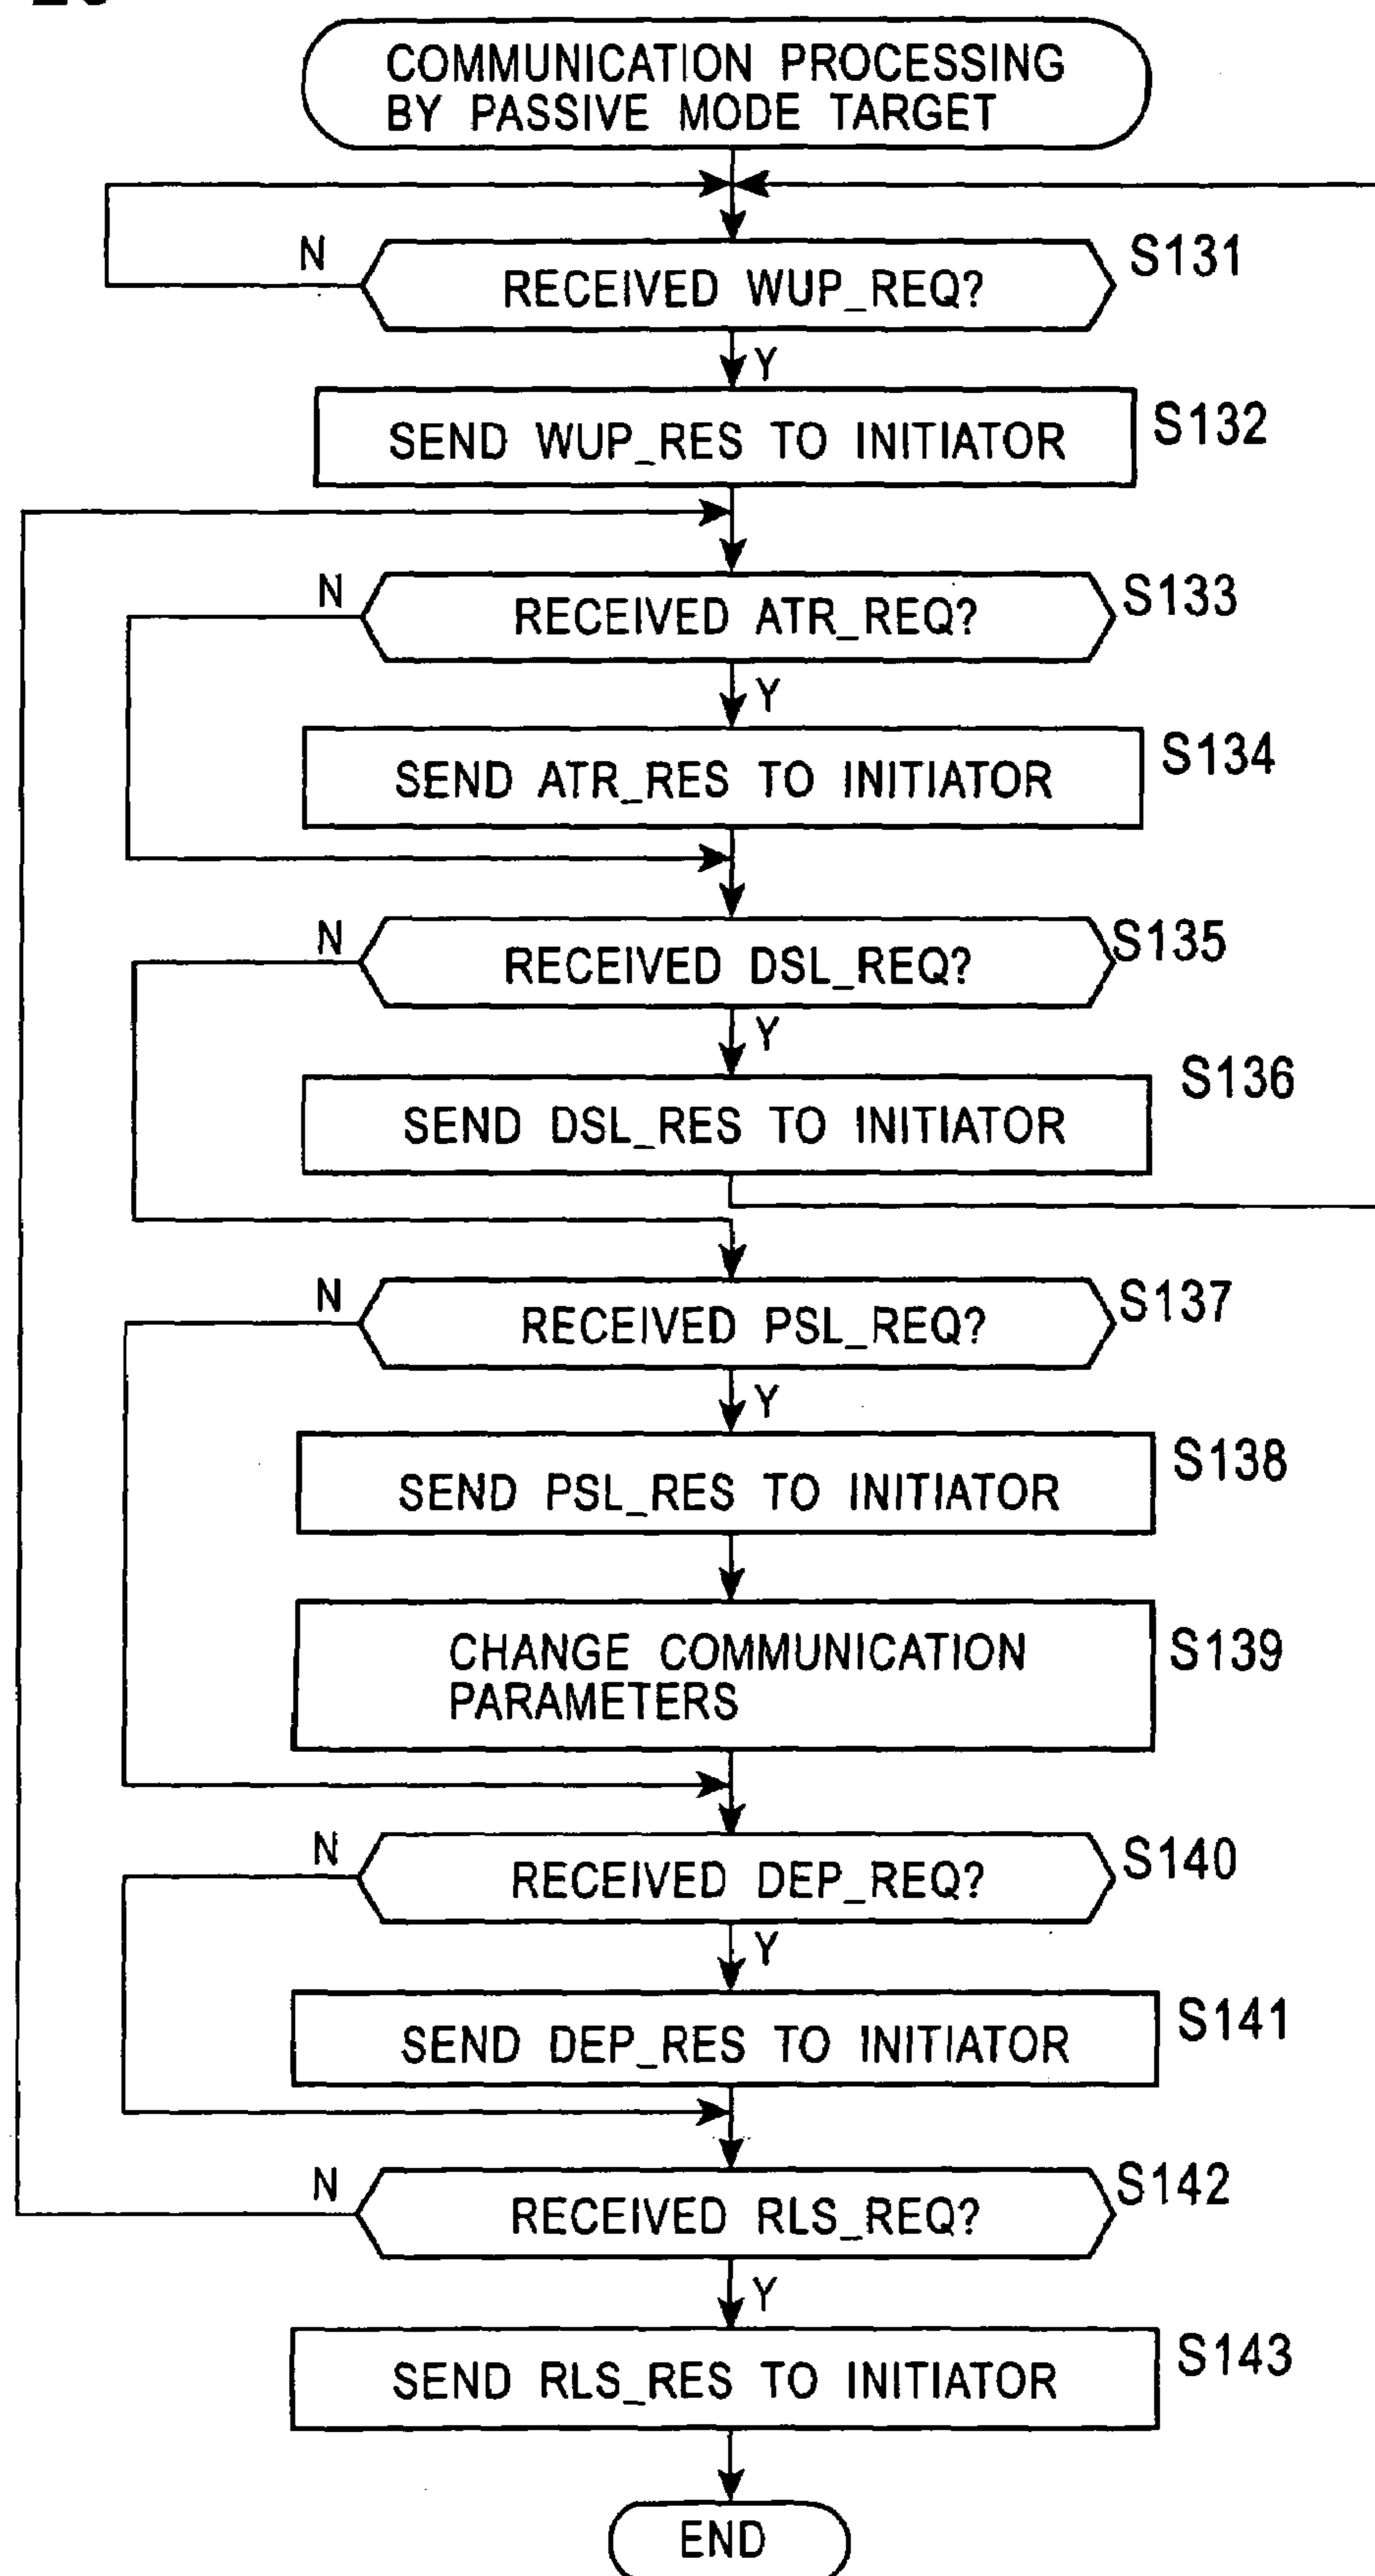 COMMUNICATION PROCESSING
BY PASSIVE MODE TARGET
N
RECEIVED WUP_REQ?
S131
Y
SEND WUP_RES TO INITIATOR
S132
N
RECEIVED ATR_REQ?
S133
Y
SEND ATR_RES TO INITIATOR
S134
N
RECEIVED DSL_REQ?
S135
Y
SEND DSL_RES TO INITIATOR
S136
N
RECEIVED PSL_REQ?
S137
Y
SEND PSL_RES TO INITIATOR
S138
CHANGE COMMUNICATION
PARAMETERS
S139
N
RECEIVED DEP_REQ?
S140
Y
SEND DEP_RES TO INITIATOR
S141
N
RECEIVED RLS_REQ?
S142
Y
SEND RLS_RES TO INITIATOR
S143
END